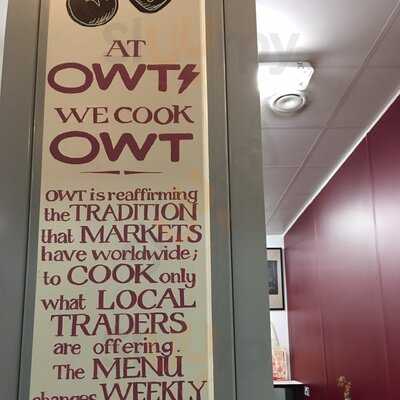 AT
OWT⚡
WE COOK
OWT
OWT is reaffirming
the TRADITION
that MARKETS
have worldwide;
to COOK only
what LOCAL
TRADERS
are offering.
The MENU
changes WEEKLY